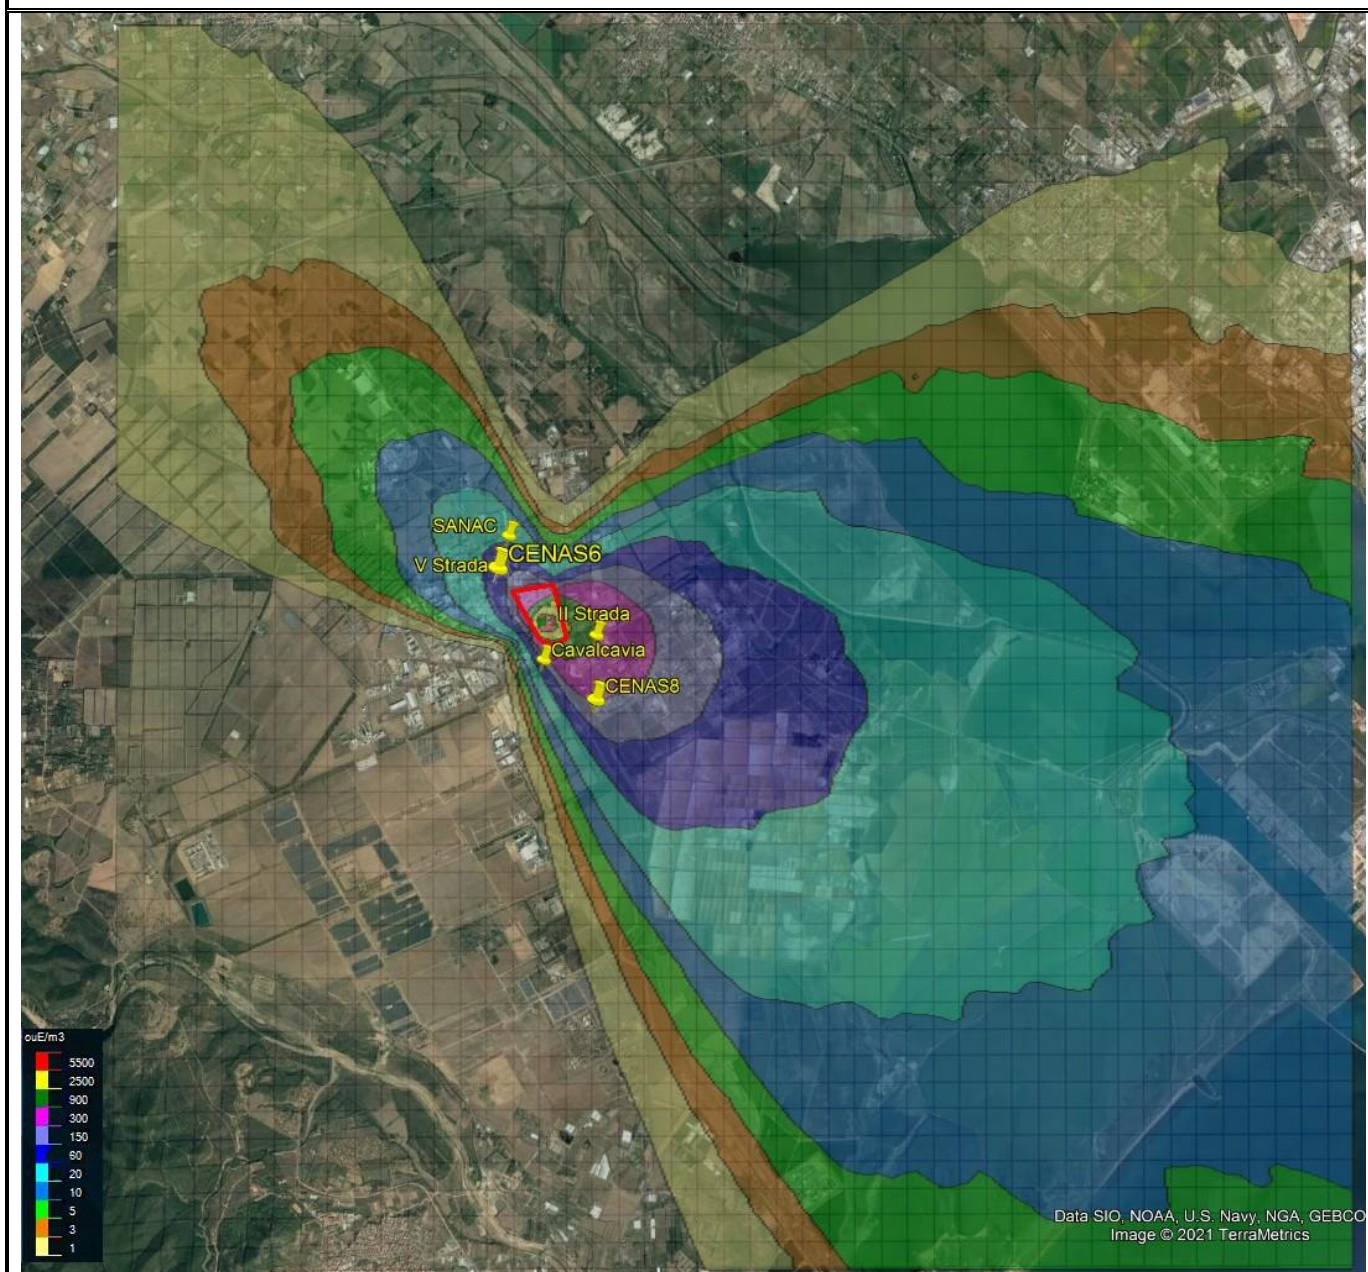 SANAC
CENAS6
V Strada
II Strada
Cavalcavia
CENAS8
ouE/m3
5500
2500
900
300
150
60
20
10
5
3
1
Data SIO, NOAA, U.S. Navy, NGA, GEBCO
Image © 2021 TerraMetrics